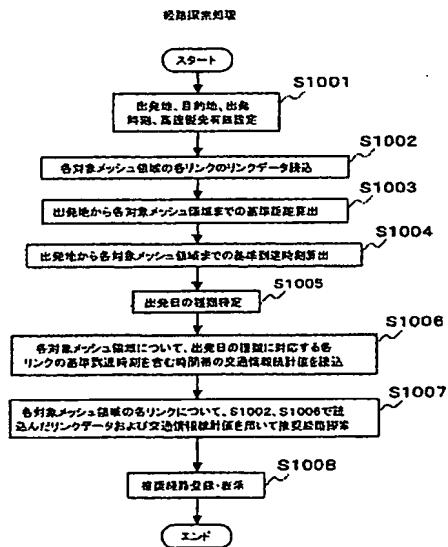 経路探索処理
スタート
S1001
出発地、目的地、出発
時刻、高速優先有無設定
S1002
各対象メッシュ領域の各リンクのリンクデータ読込
S1003
出発地から各対象メッシュ領域までの基準距離算出
S1004
出発地から各対象メッシュ領域までの基準到達時刻算出
S1005
出発日の種類特定
S1006
各対象メッシュ領域について、出発日の種類に対応する各
リンクの基準到達時刻を含む時間帯の交通情報統計値を読込
S1007
各対象メッシュ領域の各リンクについて、S1002、S1006で読
込んだリンクデータおよび交通情報統計値を用いて推奨経路探索
S1008
推奨経路登録・表示
エンド